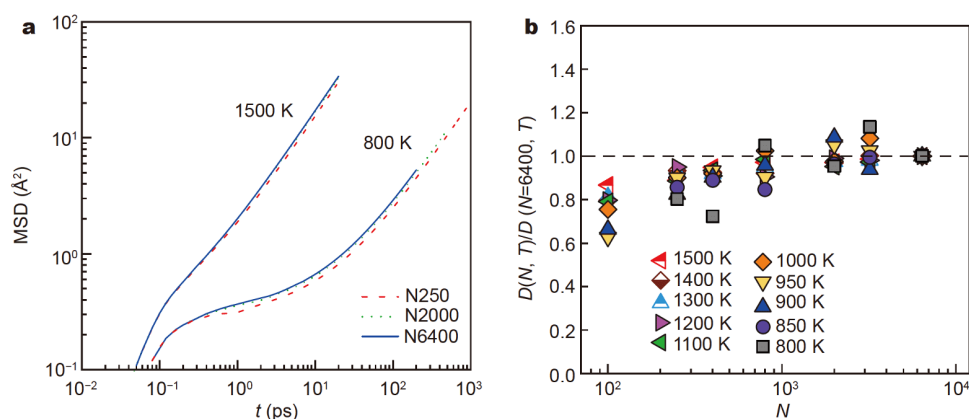 a
10²
10¹
10⁰
10⁻¹
MSD (Å²)
1500 K
800 K
N250
N2000
N6400
10⁻²
10⁻¹
10⁰
10¹
10²
10³
t (ps)
b
1.6
1.4
1.2
1.0
0.8
0.6
0.4
0.2
0.0
D(N, T)/D (N=6400, T)
1500 K
1400 K
1300 K
1200 K
1100 K
1000 K
950 K
900 K
850 K
800 K
10²
10³
10⁴
N